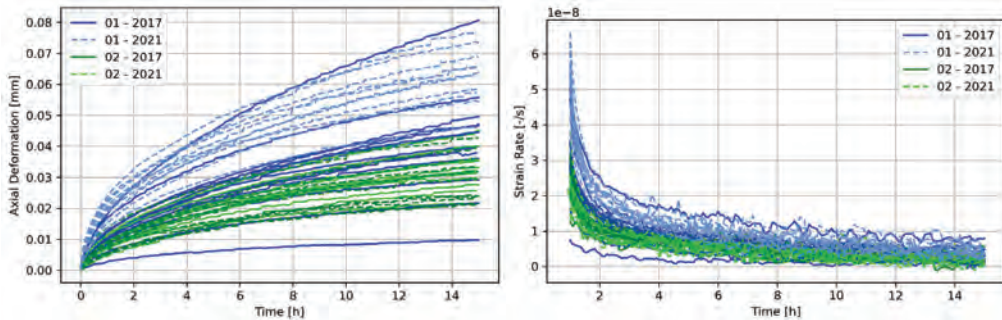 0.08
0.07
0.06
0.05
0.04
0.03
0.02
0.01
0.00
Axial Deformation [mm]
01 - 2017
01 - 2021
02 - 2017
02 - 2021
0 2 4 6 8 10 12 14
Time [h]
1e-8
6
5
4
3
2
1
0
Strain Rate [-/s]
01 - 2017
01 - 2021
02 - 2017
02 - 2021
2 4 6 8 10 12 14
Time [h]